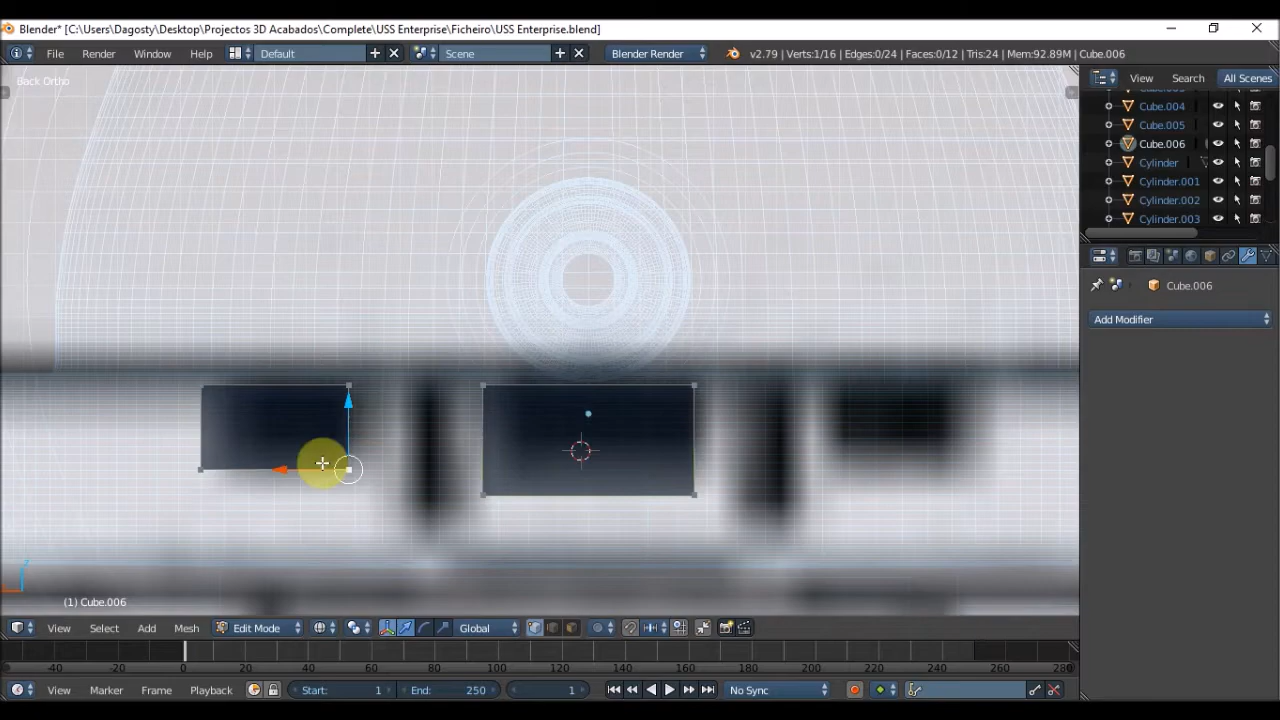 Blender* [C:\Users\Dagosty\Desktop\Projectos 3D Acabados\Complete\USS Enterprise\Ficheiro\USS Enterprise.blend]
File Render Window Help Default Scene Blender Render v2.79 | Verts:1/16 | Edges:0/24 | Faces:0/12 | Tris:24 | Mem:92.89M | Cube.006
View Search All Scenes
Back Ortho
Cube.004
Cube.005
Cube.006
Cylinder
Cylinder.001
Cylinder.002
Cylinder.003
Cube.006
Add Modifier
(1) Cube.006
View Select Add Mesh Edit Mode Global
-40 -20 0 20 40 60 80 100 120 140 160 180 200 220 240 260 280
View Marker Frame Playback Start: 1 End: 250 1 No Sync